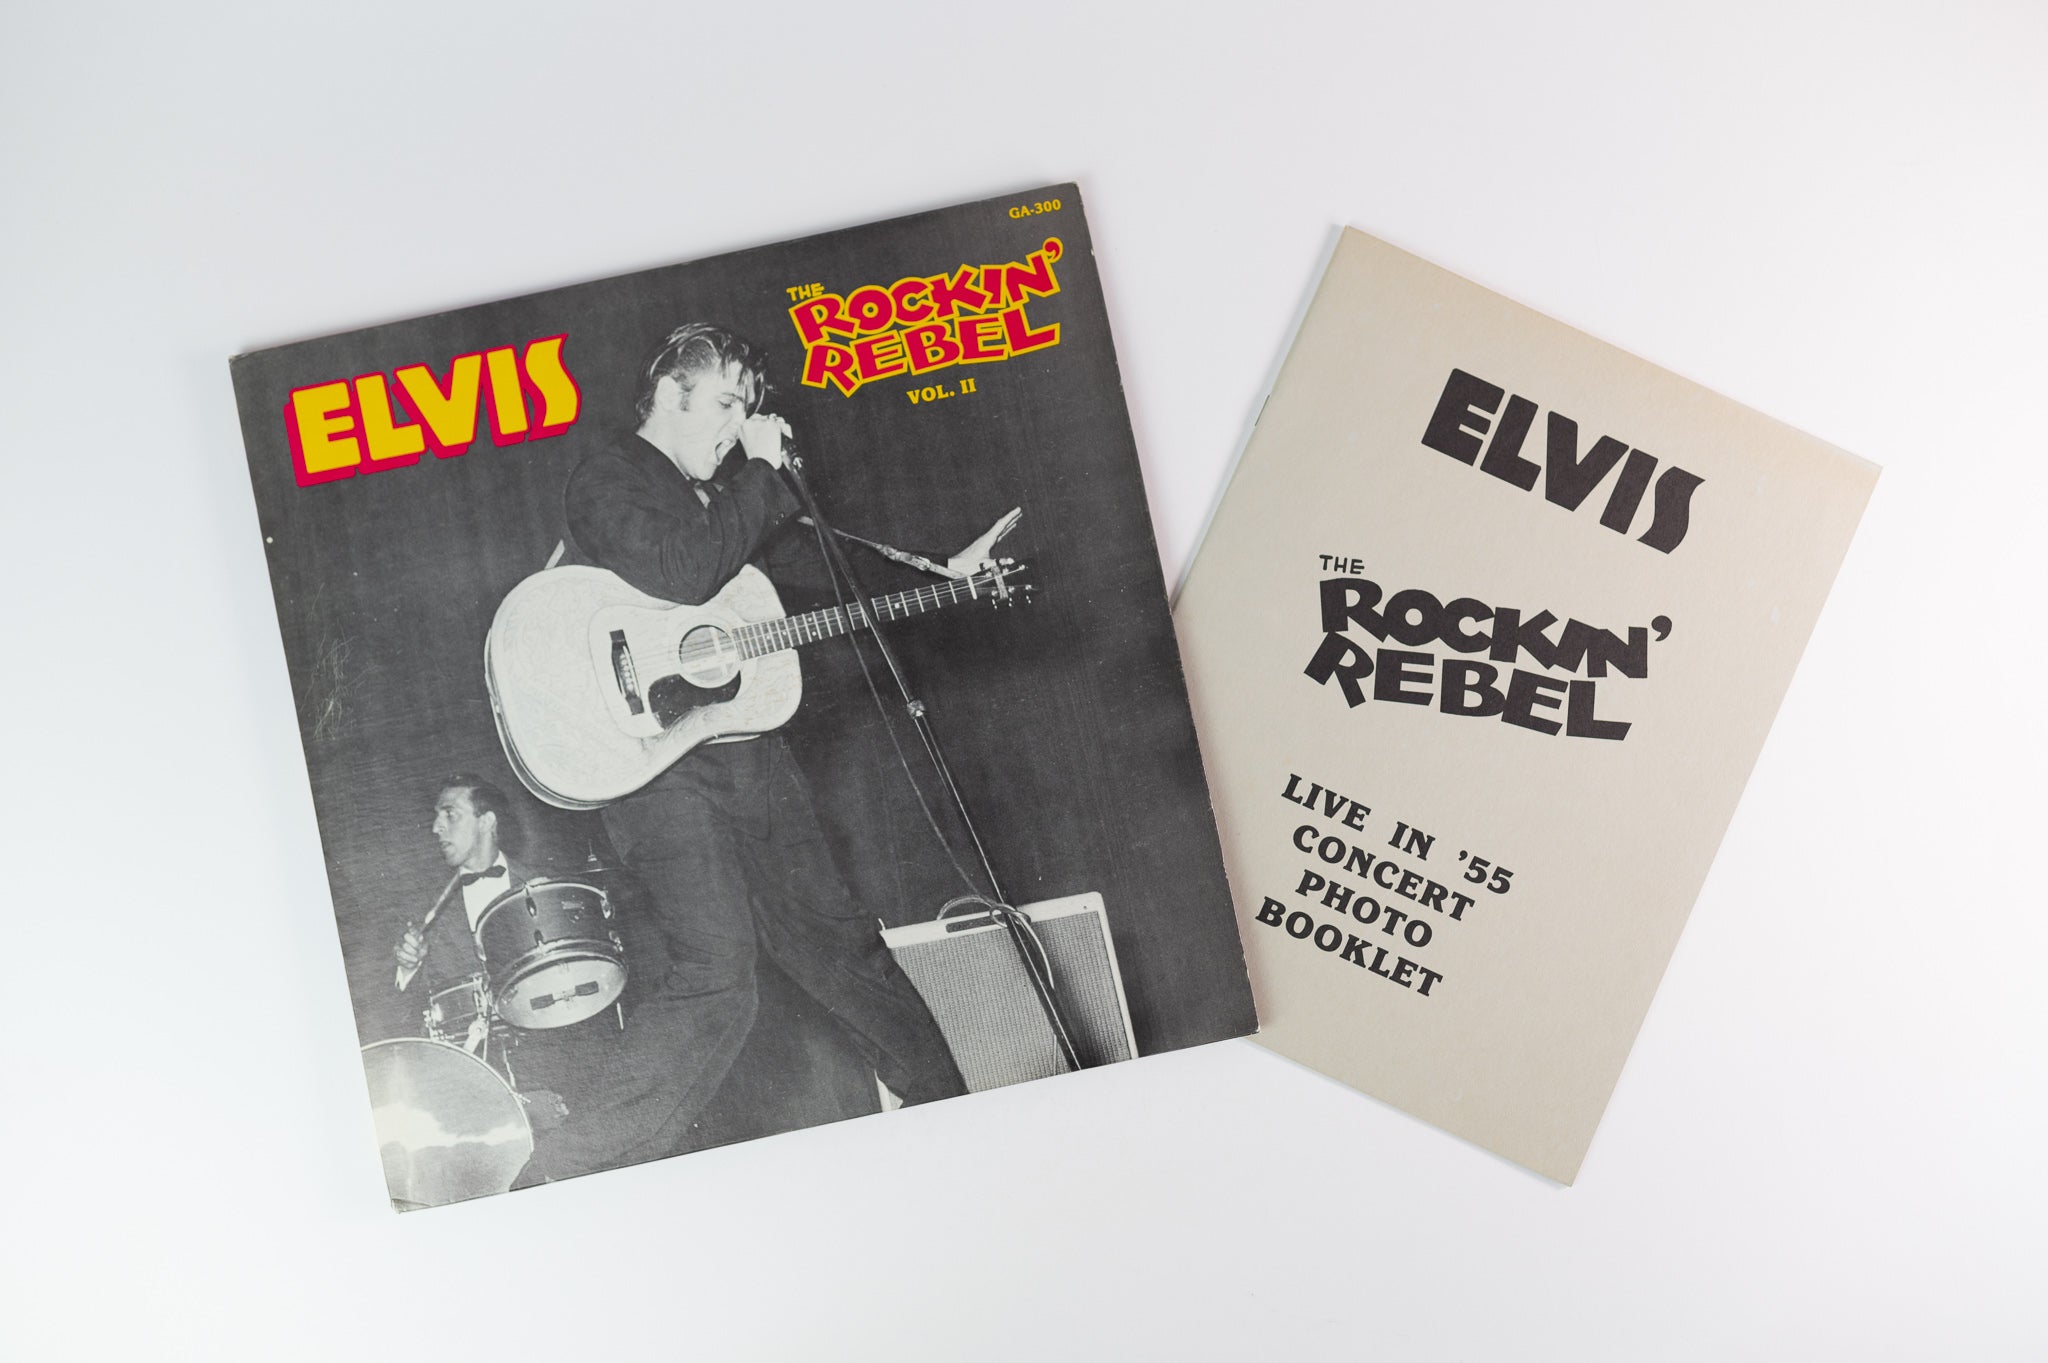 GA-300
ELVIS
THE
ROCKIN'
REBEL
VOL. II
ELVIS
THE
ROCKIN'
REBEL
LIVE IN '55
CONCERT
PHOTO
BOOKLET